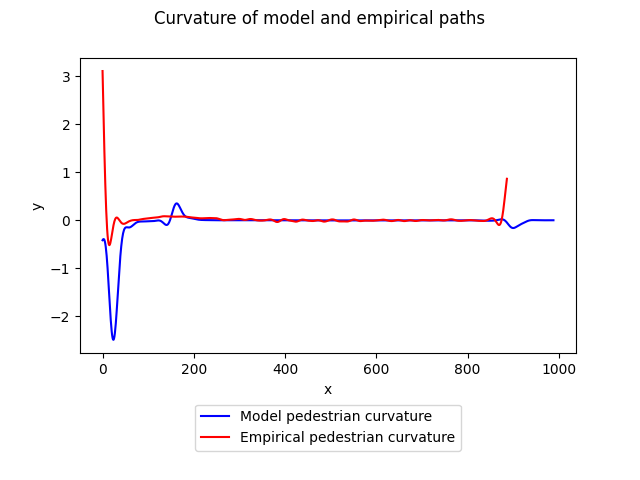 Curvature of model and empirical paths
3
2
1
0
−1
−2
y
0 200 400 600 800 1000
x
Model pedestrian curvature
Empirical pedestrian curvature